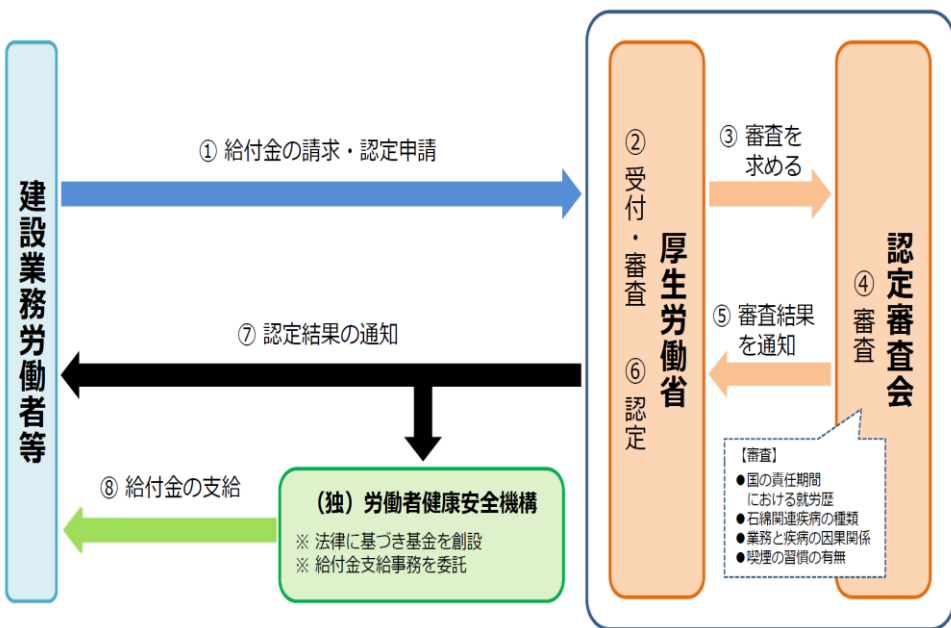 建設業務労働者等
① 給付金の請求・認定申請
② 受付・審査
厚生労働省
③ 審査を
求める
認定審査会
④ 審査
⑤ 審査結果
を通知
⑥ 認定
⑦ 認定結果の通知
⑧ 給付金の支給
（独）労働者健康安全機構
※ 法律に基づき基金を創設
※ 給付金支給事務を委託
【審査】
●国の責任期間
における就労歴
●石綿関連疾病の種類
●業務と疾病の因果関係
●喫煙の習慣の有無